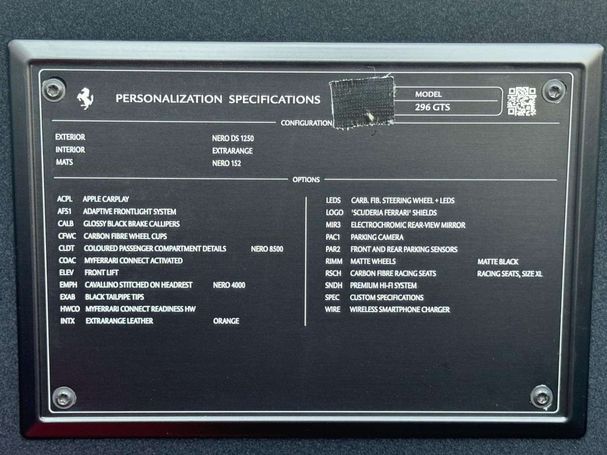 PERSONALIZATION SPECIFICATIONS
MODEL
296 GTS
CONFIGURATION
EXTERIOR NERO DS 1250
INTERIOR EXTRARANGE
MATS NERO 152
OPTIONS
ACPL APPLE CARPLAY
AFS1 ADAPTIVE FRONTLIGHT SYSTEM
CALB GLOSSY BLACK BRAKE CALLIPERS
CFWC CARBON FIBRE WHEEL CUPS
CLDT COLOURED PASSENGER COMPARTMENT DETAILS NERO 8500
COAC MYFERRARI CONNECT ACTIVATED
ELEV FRONT LIFT
EMPH CAVALLINO STITCHED ON HEADREST NERO 4000
EXAB BLACK TAILPIPE TIPS
HWCO MYFERRARI CONNECT READINESS HW
INTX EXTRARANGE LEATHER ORANGE
LEDS CARB. FIB. STEERING WHEEL + LEDS
LOGO "SCUDERIA FERRARI" SHIELDS
MIR3 ELECTROCHROMIC REAR-VIEW MIRROR
PAC1 PARKING CAMERA
PAR2 FRONT AND REAR PARKING SENSORS
RIMM MATTE WHEELS MATTE BLACK
RSCH CARBON FIBRE RACING SEATS RACING SEATS, SIZE XL
SNDH PREMIUM HI-FI SYSTEM
SPEC CUSTOM SPECIFICATIONS
WIRE WIRELESS SMARTPHONE CHARGER